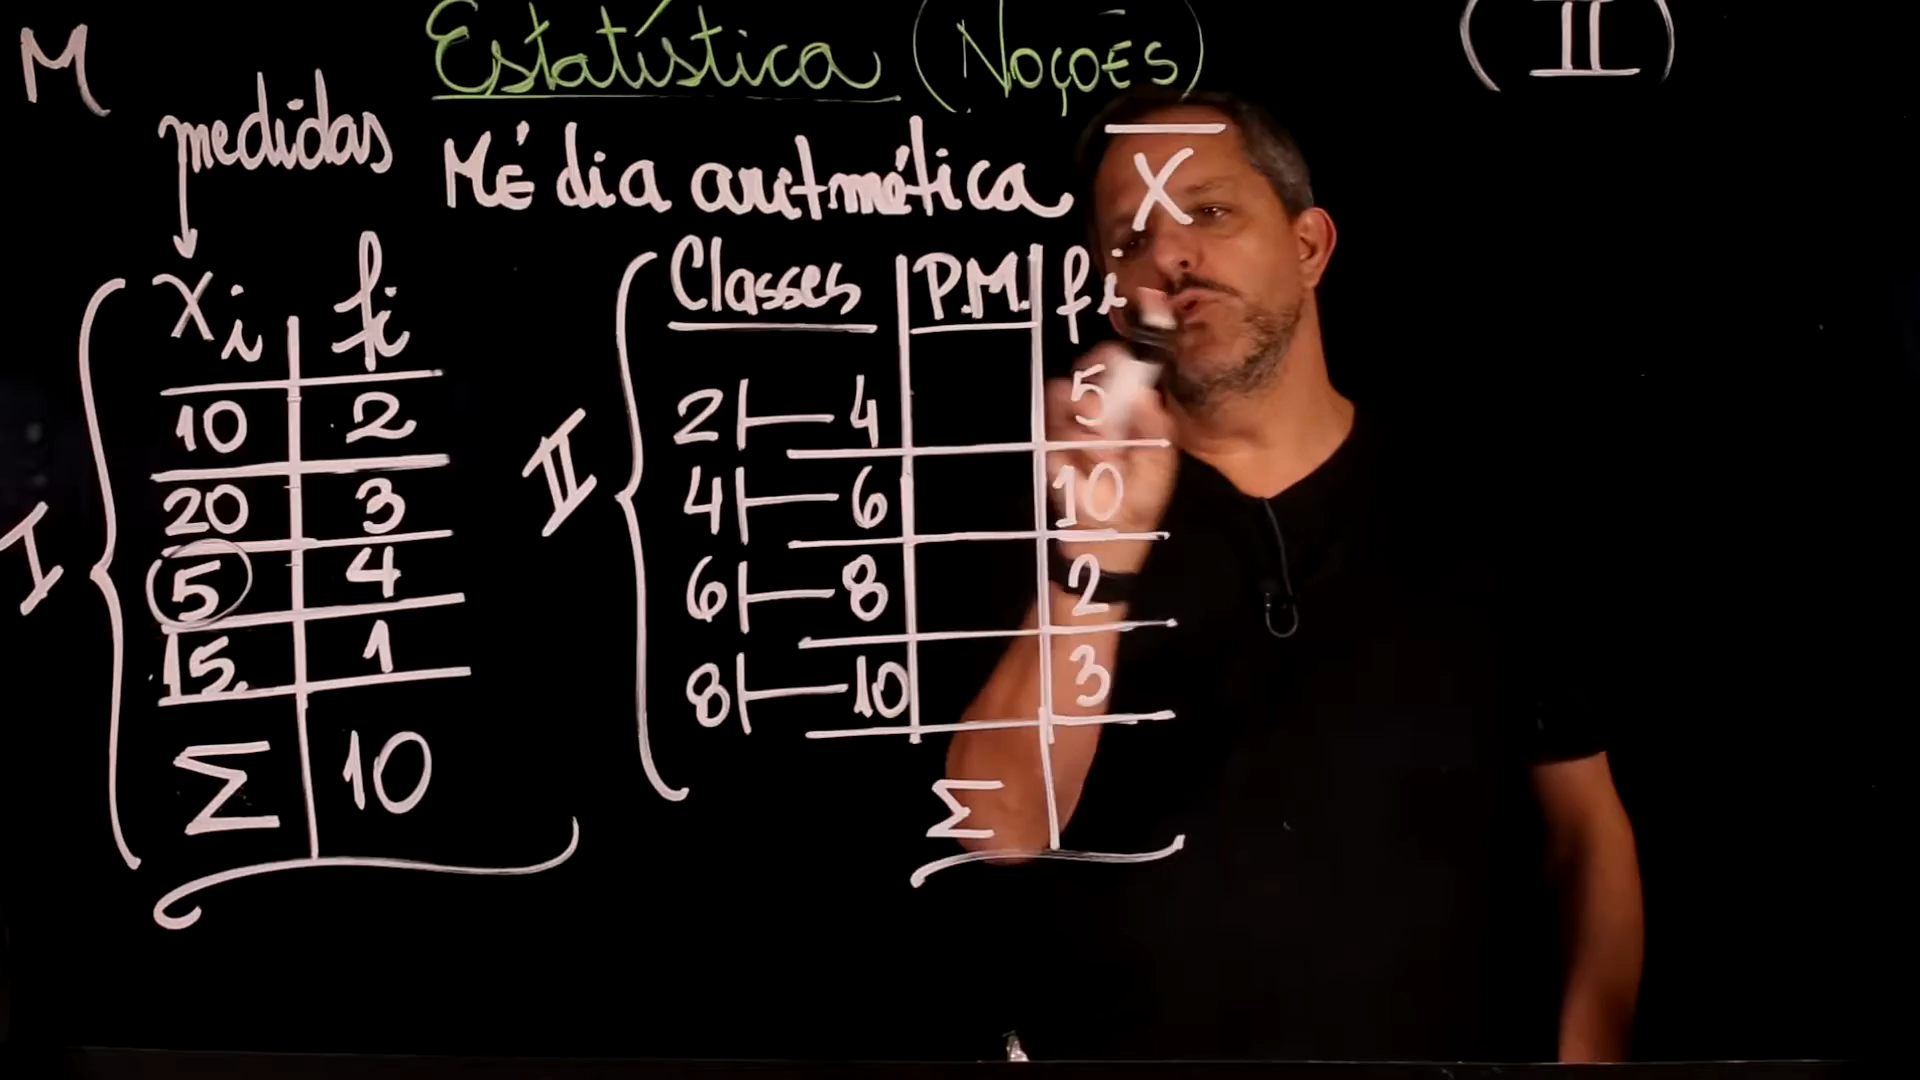 M
Estatística (Noções)
(II)
medidas
MÉdia aritmética X
I
xi fi
10 2
20 3
5 4
15 1
Σ 10
II
Classes P.M. fi
2 4 5
4 6 10
6 8 2
8 10 3
Σ